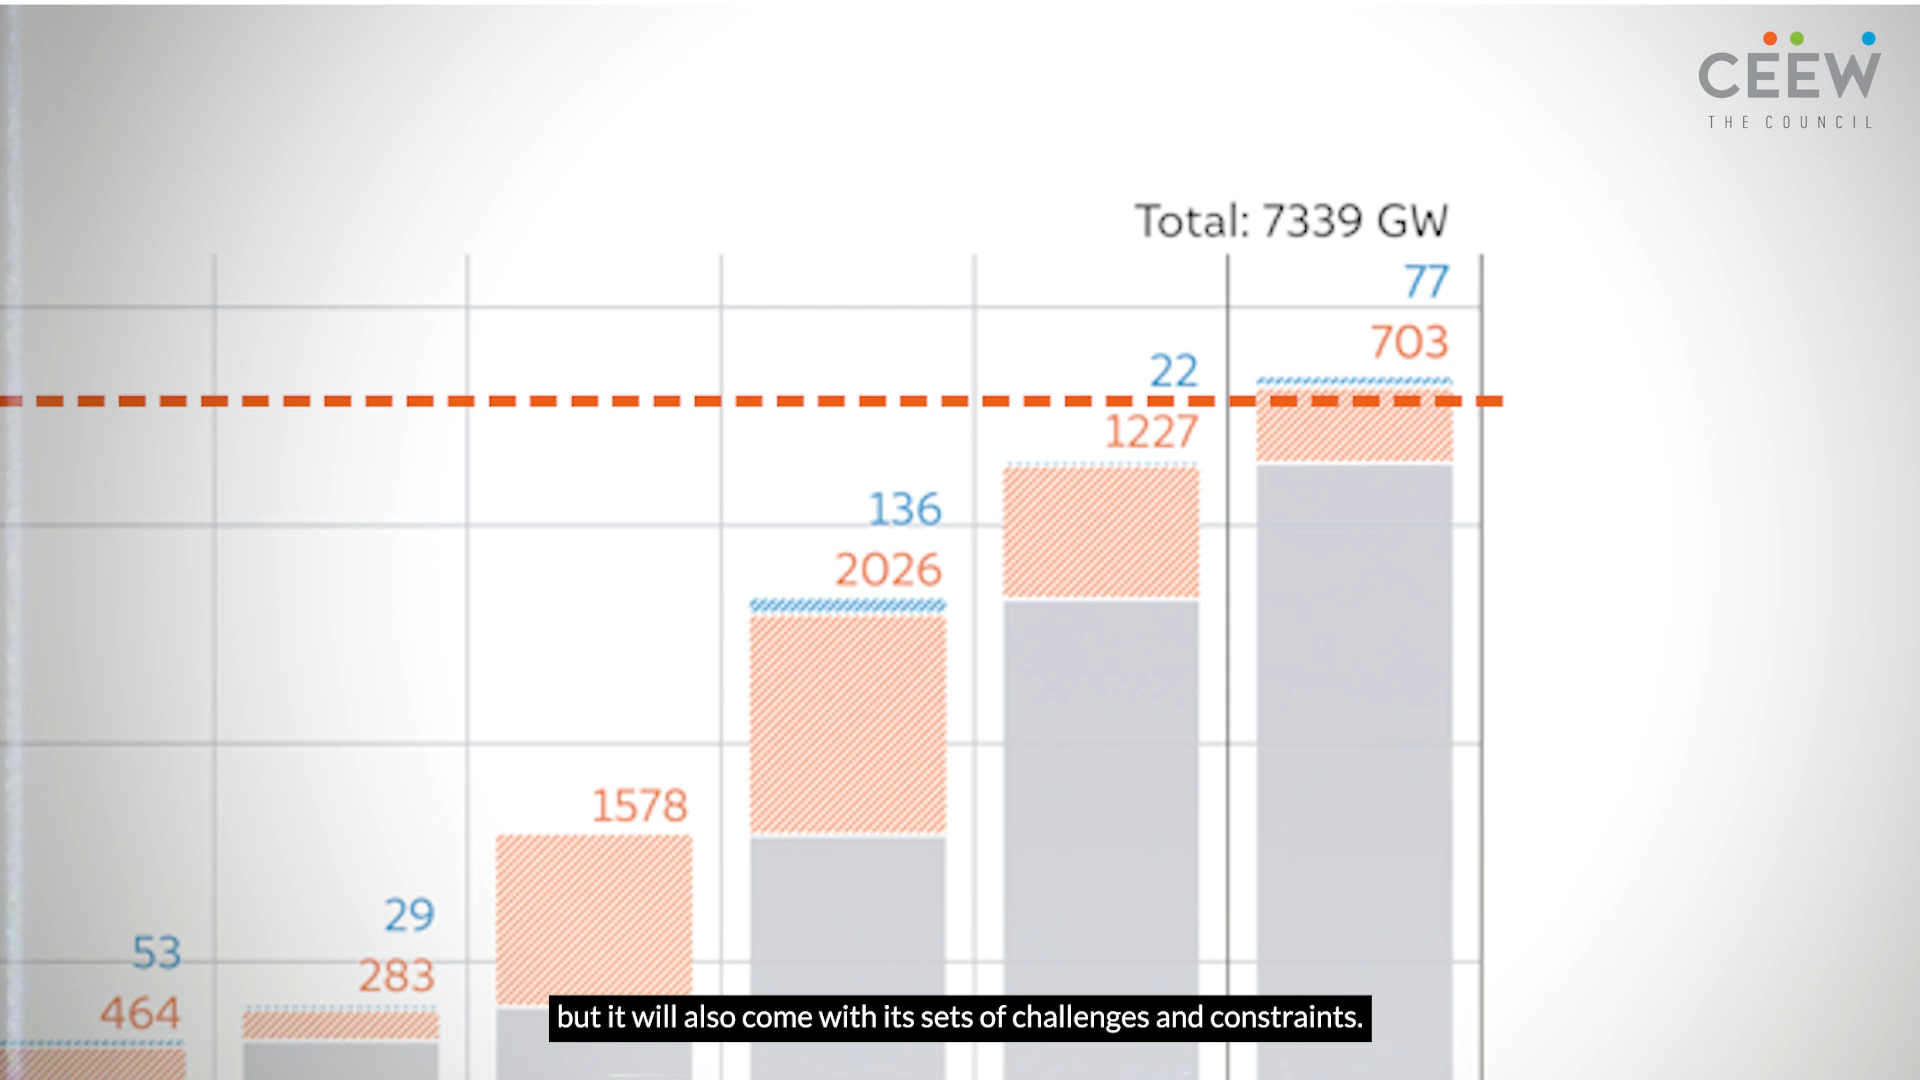 CEEW
THE COUNCIL
Total: 7339 GW
77
703
22
1227
136
2026
1578
29
283
53
464
but it will also come with its sets of challenges and constraints.